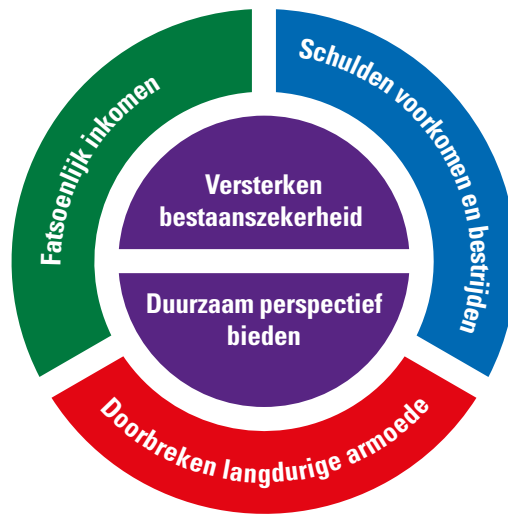 Fatsoenlijk inkomen
Schulden voorkomen en bestrijden
Versterken
bestaanszekerheid
Duurzaam perspectief
bieden
Doorbreken langdurige armoede